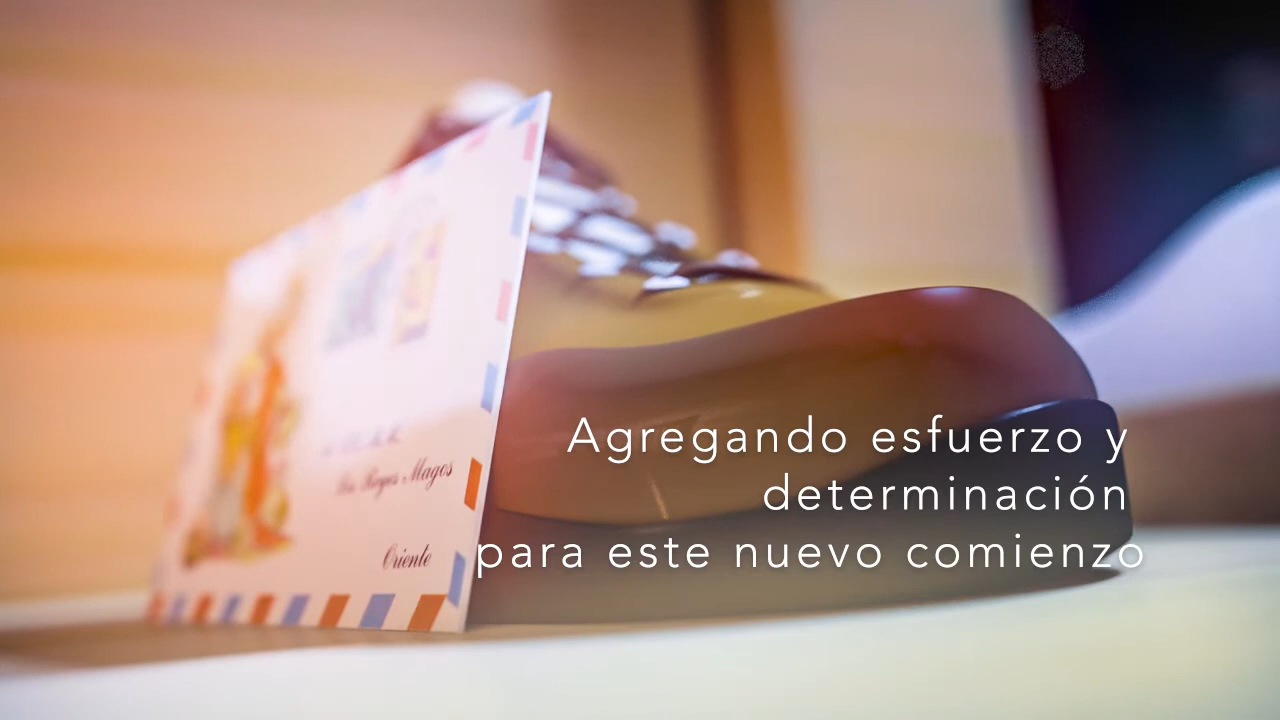 Los Reyes Magos
Oriente
Agregando esfuerzo y
determinación
para este nuevo comienzo